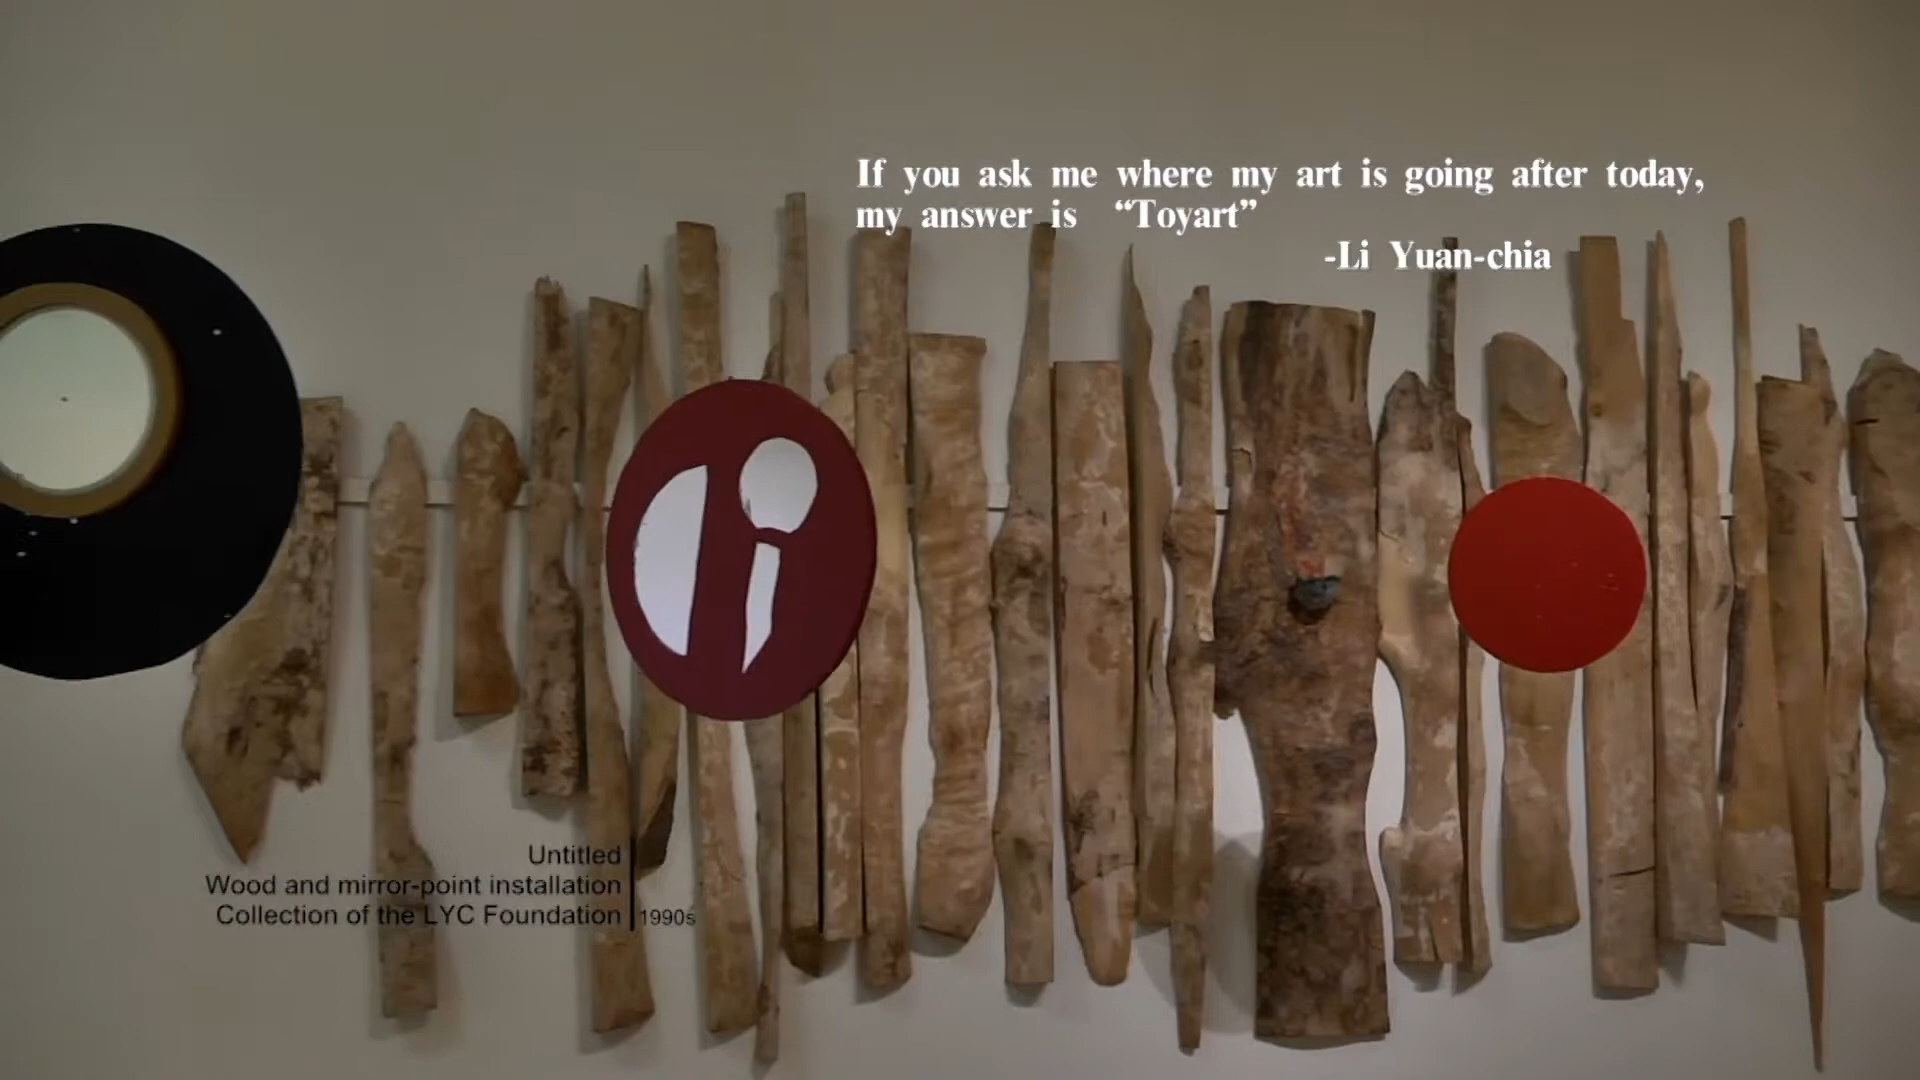 If you ask me where my art is going after today,
my answer is “Toyart”
-Li Yuan-chia
Untitled
Wood and mirror-point installation
Collection of the LYC Foundation
1990s